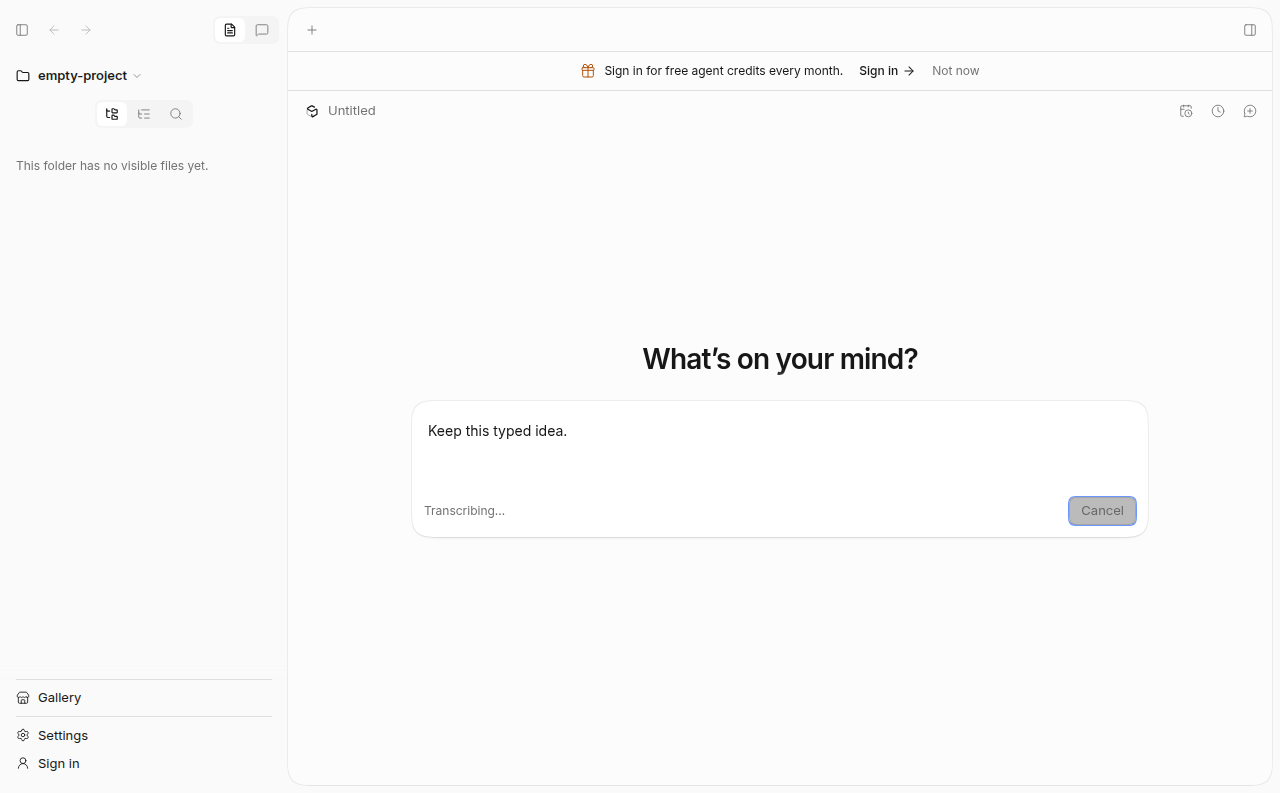 empty-project
This folder has no visible files yet.
Gallery
Settings
Sign in
Sign in for free agent credits every month. Sign in → Not now
Untitled
What's on your mind?
Keep this typed idea.
Transcribing...
Cancel